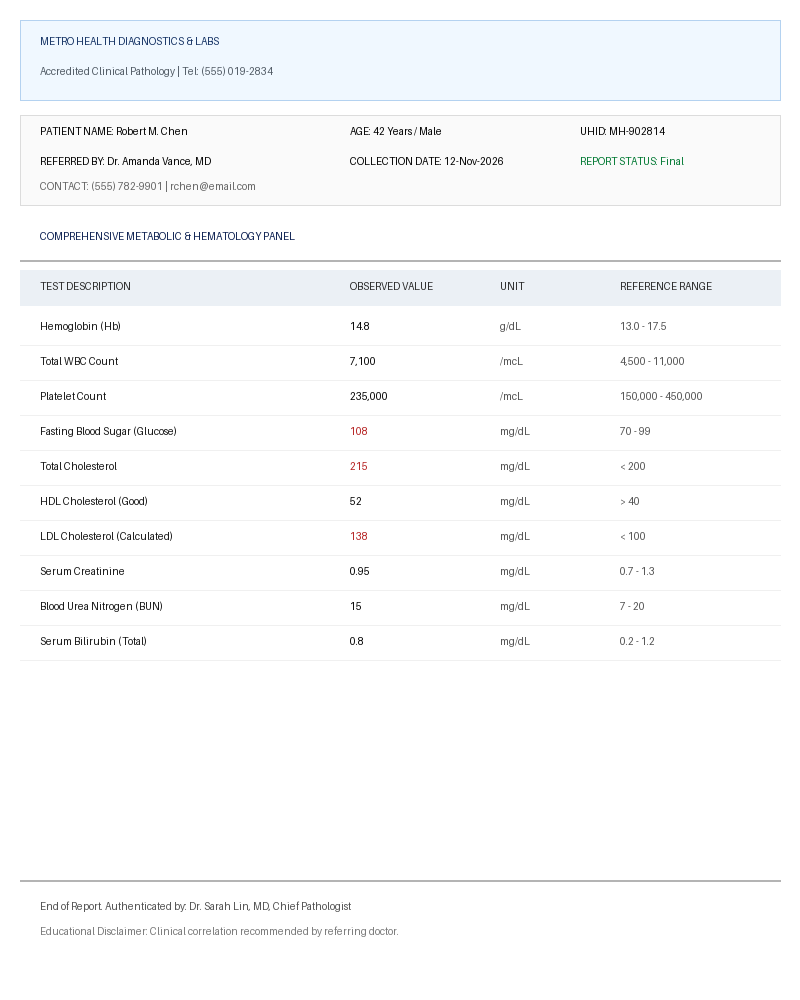 METRO HEALTH DIAGNOSTICS & LABS
Accredited Clinical Pathology | Tel: (555) 019-2834
PATIENT NAME: Robert M. Chen AGE: 42 Years / Male UHID: MH-902814
REFERRED BY: Dr. Amanda Vance, MD COLLECTION DATE: 12-Nov-2026 REPORT STATUS: Final
CONTACT: (555) 782-9901 | rchen@email.com
COMPREHENSIVE METABOLIC & HEMATOLOGY PANEL
TEST DESCRIPTION OBSERVED VALUE UNIT REFERENCE RANGE
Hemoglobin (Hb) 14.8 g/dL 13.0 - 17.5
Total WBC Count 7,100 /mcL 4,500 - 11,000
Platelet Count 235,000 /mcL 150,000 - 450,000
Fasting Blood Sugar (Glucose) 108 mg/dL 70 - 99
Total Cholesterol 215 mg/dL < 200
HDL Cholesterol (Good) 52 mg/dL > 40
LDL Cholesterol (Calculated) 138 mg/dL < 100
Serum Creatinine 0.95 mg/dL 0.7 - 1.3
Blood Urea Nitrogen (BUN) 15 mg/dL 7 - 20
Serum Bilirubin (Total) 0.8 mg/dL 0.2 - 1.2
End of Report. Authenticated by: Dr. Sarah Lin, MD, Chief Pathologist
Educational Disclaimer: Clinical correlation recommended by referring doctor.